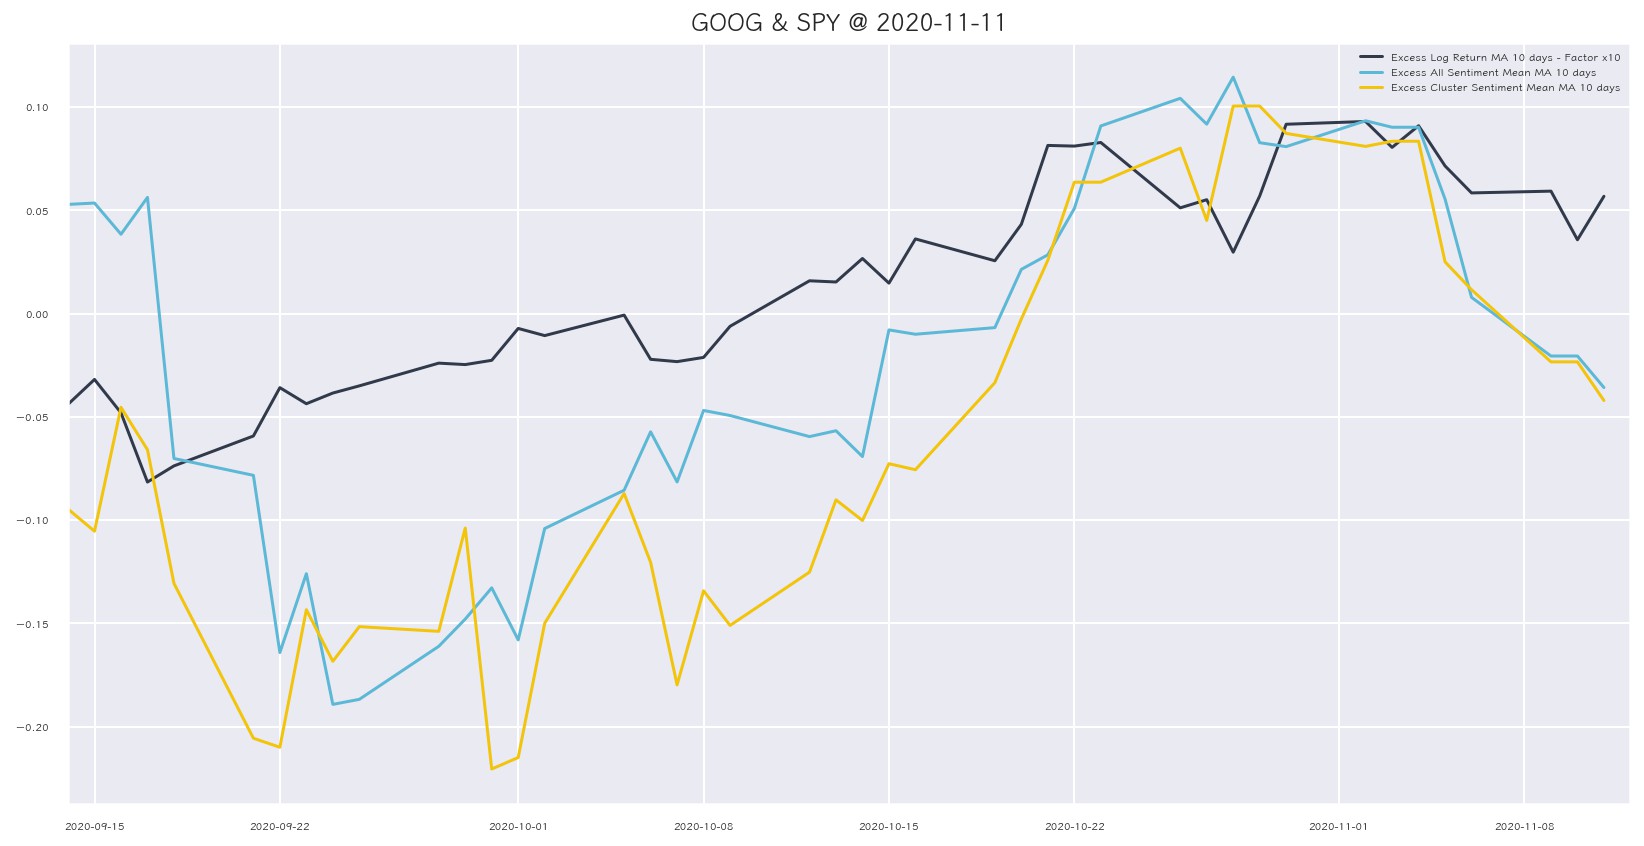 GOOG & SPY @ 2020-11-11
Excess Log Return MA 10 days - Factor x10
Excess All Sentiment Mean MA 10 days
Excess Cluster Sentiment Mean MA 10 days
0.10
0.05
0.00
−0.05
−0.10
−0.15
−0.20
2020-09-15 2020-09-22 2020-10-01 2020-10-08 2020-10-15 2020-10-22 2020-11-01 2020-11-08